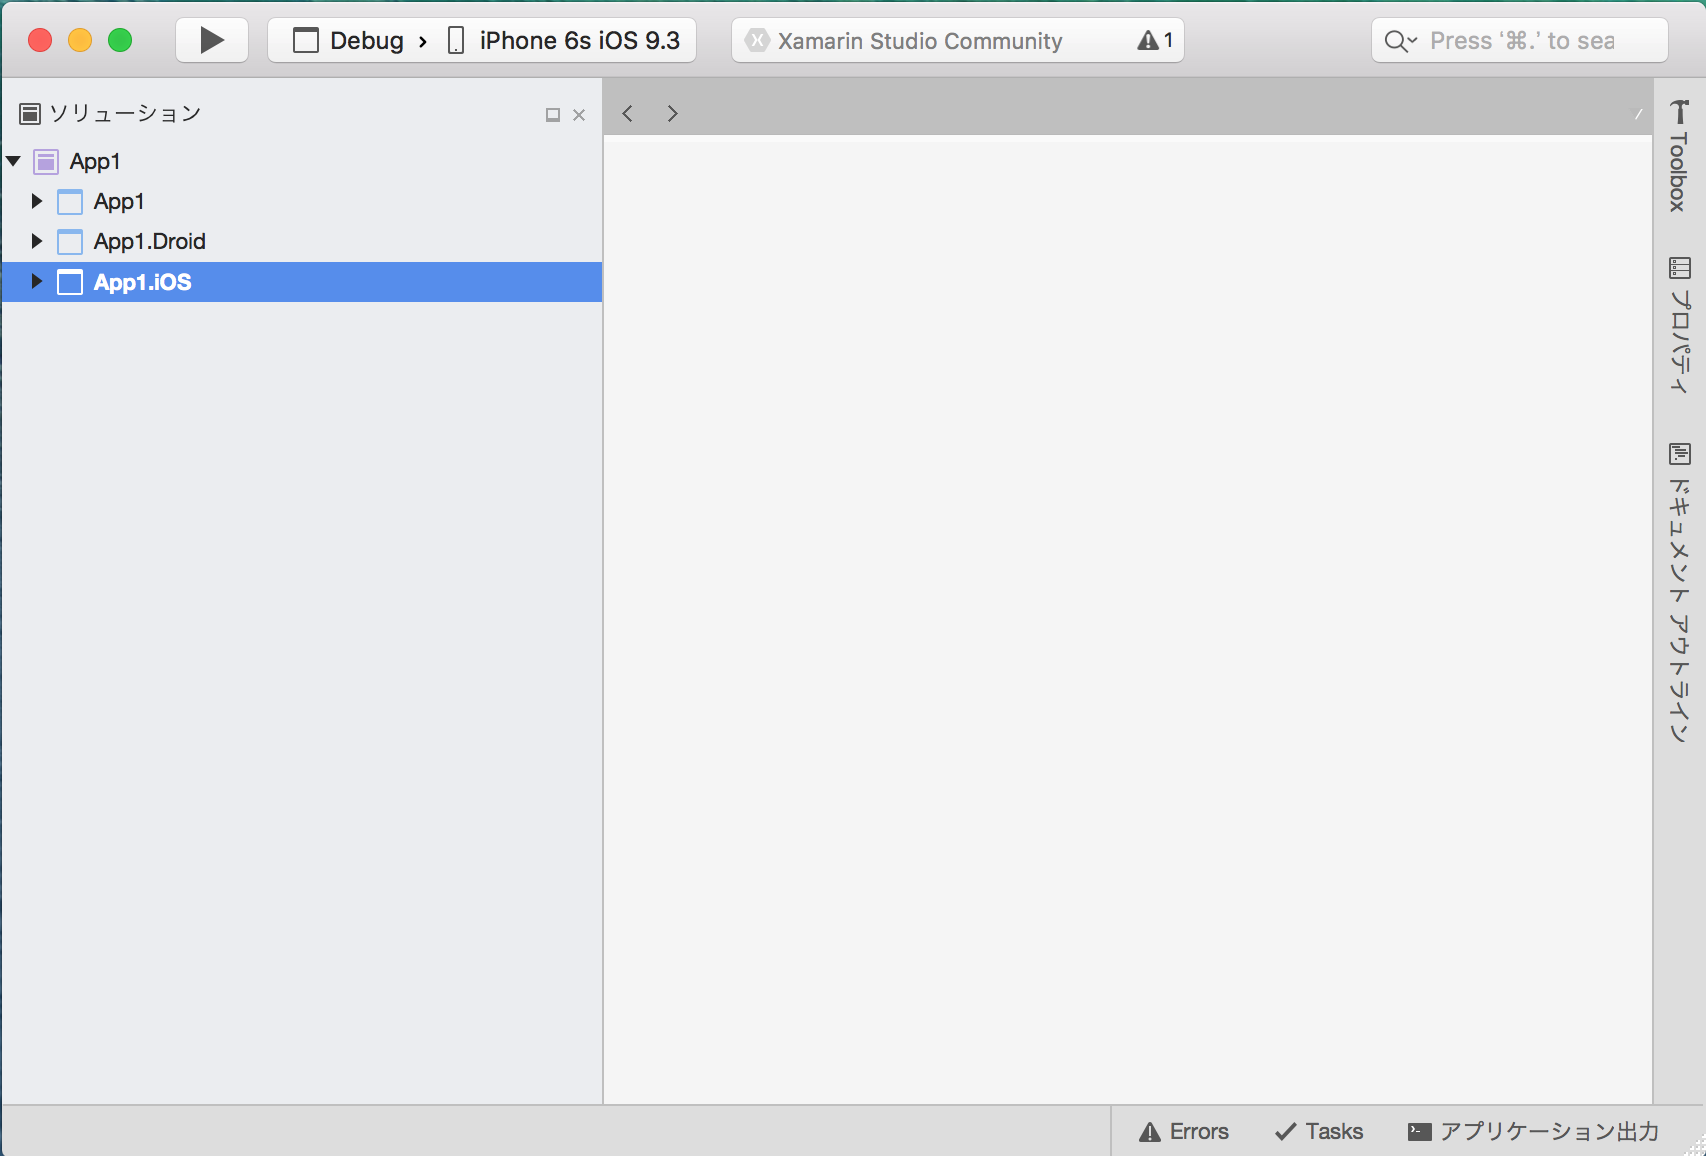 Debug › iPhone 6s iOS 9.3
Xamarin Studio Community
1
Press ‘⌘.’ to sea
ソリューション
App1
App1
App1.Droid
App1.iOS
Toolbox
プロパティ
ドキュメント アウトライン
Errors
Tasks
アプリケーション出力